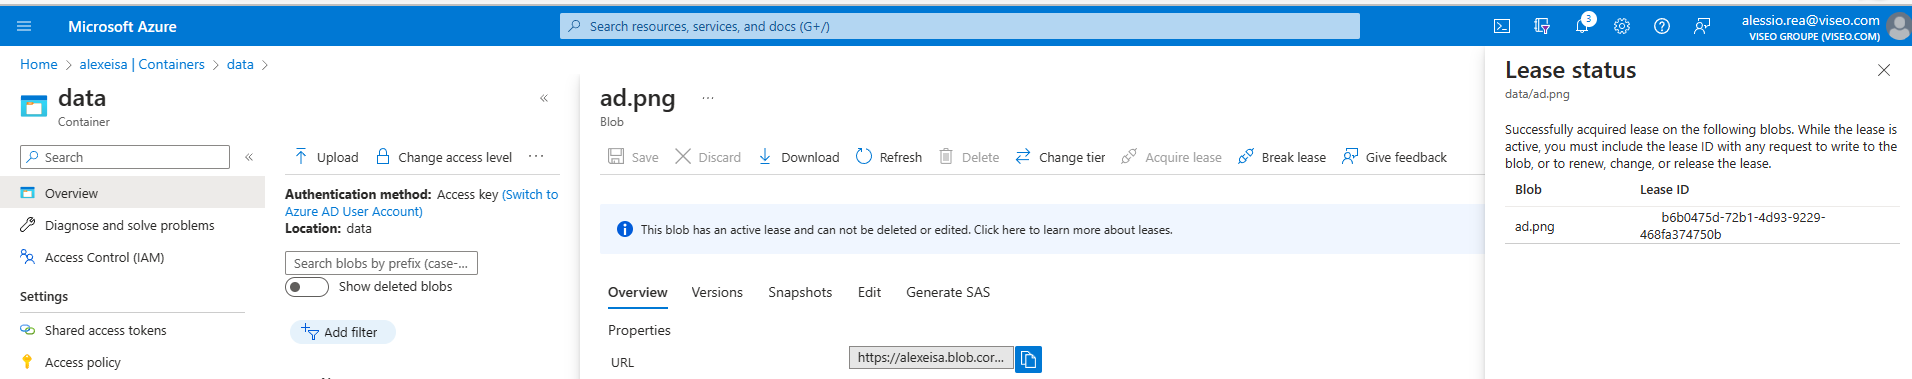 Microsoft Azure
Search resources, services, and docs (G+/)
3
alessio.rea@viseo.com
VISEO GROUPE (VISEO.COM)
Home > alexeisa | Containers > data >
data
Container
Search
Overview
Diagnose and solve problems
Access Control (IAM)
Settings
Shared access tokens
Access policy
Upload
Change access level
Authentication method: Access key (Switch to
Azure AD User Account)
Location: data
Search blobs by prefix (case-...
Show deleted blobs
Add filter
ad.png
Blob
Save
Discard
Download
Refresh
Delete
Change tier
Acquire lease
Break lease
Give feedback
This blob has an active lease and can not be deleted or edited. Click here to learn more about leases.
Overview
Versions
Snapshots
Edit
Generate SAS
Properties
URL
https://alexeisa.blob.cor...
Lease status
data/ad.png
Successfully acquired lease on the following blobs. While the lease is
active, you must include the lease ID with any request to write to the
blob, or to renew, change, or release the lease.
Blob
Lease ID
ad.png
b6b0475d-72b1-4d93-9229-
468fa374750b